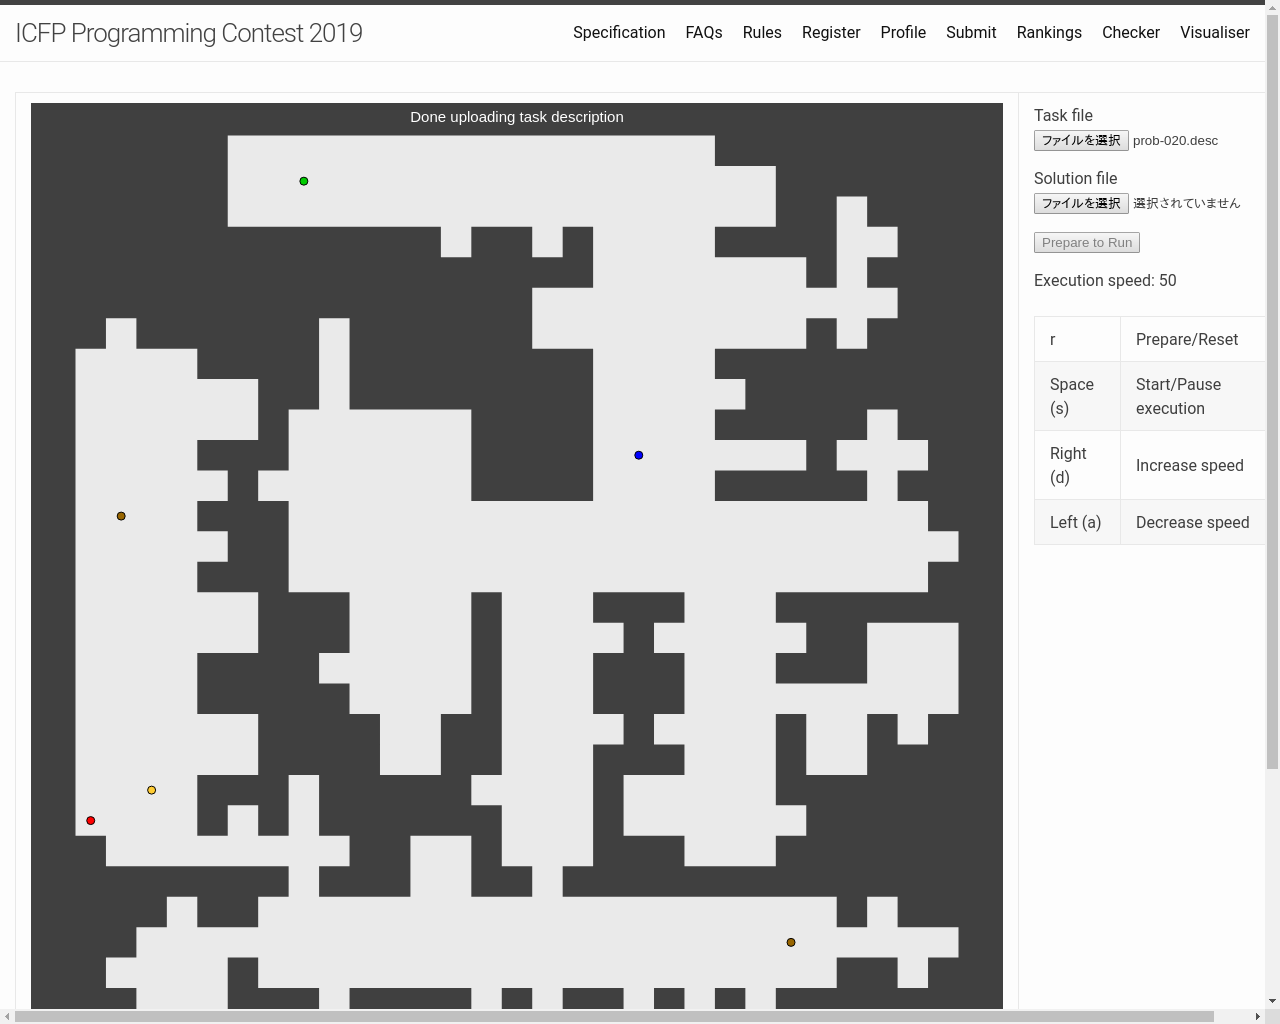 ICFP Programming Contest 2019
Specification FAQs Rules Register Profile Submit Rankings Checker Visualiser
Done uploading task description
Task file
ファイルを選択 prob-020.desc
Solution file
ファイルを選択 選択されていません
Prepare to Run
Execution speed: 50
r Prepare/Reset
Space (s) Start/Pause execution
Right (d) Increase speed
Left (a) Decrease speed